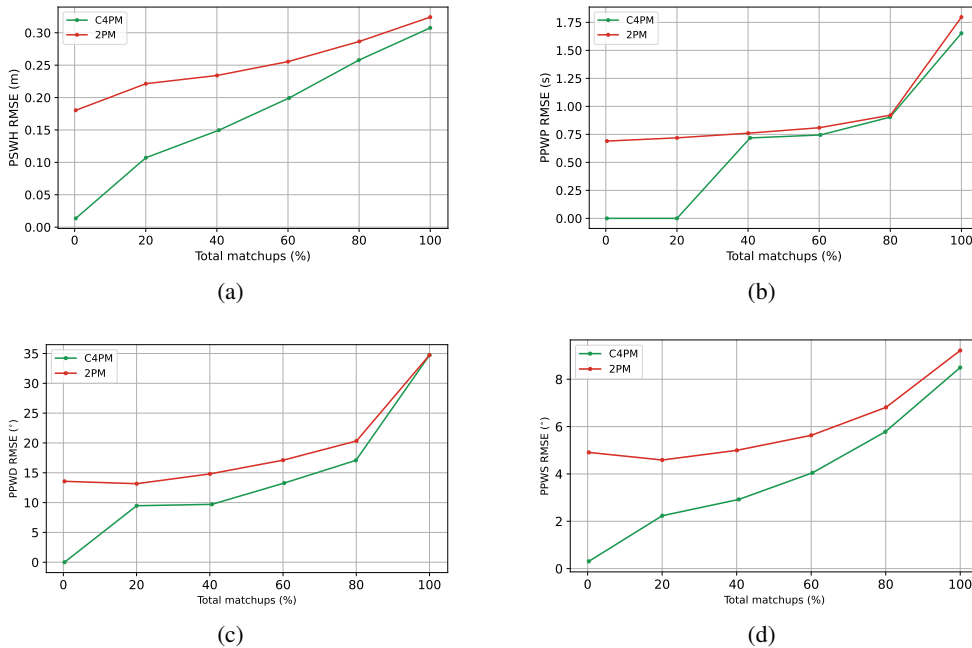 C4PM
2PM
PSWH RMSE (m)
0.30
0.25
0.20
0.15
0.10
0.05
0.00
0 20 40 60 80 100
Total matchups (%)
(a)
C4PM
2PM
PPWP RMSE (s)
1.75
1.50
1.25
1.00
0.75
0.50
0.25
0.00
0 20 40 60 80 100
Total matchups (%)
(b)
C4PM
2PM
PPWD RMSE (°)
35
30
25
20
15
10
5
0
0 20 40 60 80 100
Total matchups (%)
(c)
C4PM
2PM
PPWS RMSE (°)
8
6
4
2
0
0 20 40 60 80 100
Total matchups (%)
(d)